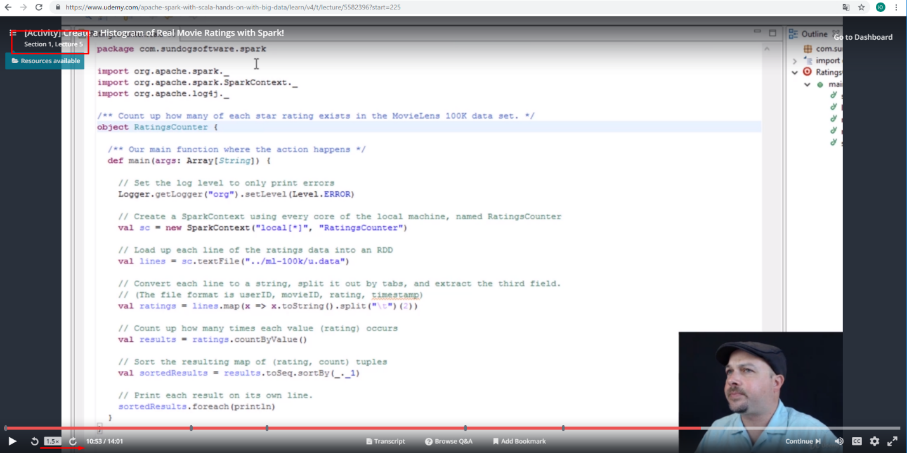 https://www.udemy.com/apache-spark-with-scala-hands-on-with-big-data/learn/v4/t/lecture/5582396?start=225
[Activity] Create a Histogram of Real Movie Ratings with Spark!
Section 1, Lecture 5
Go to Dashboard
Resources available
Outline
package com.sundogsoftware.spark
com.su
import org.apache.spark._
import
import org.apache.spark.SparkContext._
Ratings
import org.apache.log4j._
mai
/** Count up how many of each star rating exists in the MovieLens 100K data set. */
object RatingsCounter {
/** Our main function where the action happens */
def main(args: Array[String]) {
// Set the log level to only print errors
Logger.getLogger("org").setLevel(Level.ERROR)
// Create a SparkContext using every core of the local machine, named RatingsCounter
val sc = new SparkContext("local[*]", "RatingsCounter")
// Load up each line of the ratings data into an RDD
val lines = sc.textFile("../ml-100k/u.data")
// Convert each line to a string, split it out by tabs, and extract the third field.
// (The file format is userID, movieID, rating, timestamp)
val ratings = lines.map(x => x.toString().split("\t")(2))
// Count up how many times each value (rating) occurs
val results = ratings.countByValue()
// Sort the resulting map of (rating, count) tuples
val sortedResults = results.toSeq.sortBy(_._1)
// Print each result on its own line.
sortedResults.foreach(println)
}
1.5×
10:53 / 14:01
Transcript
Browse Q&A
Add Bookmark
Continue